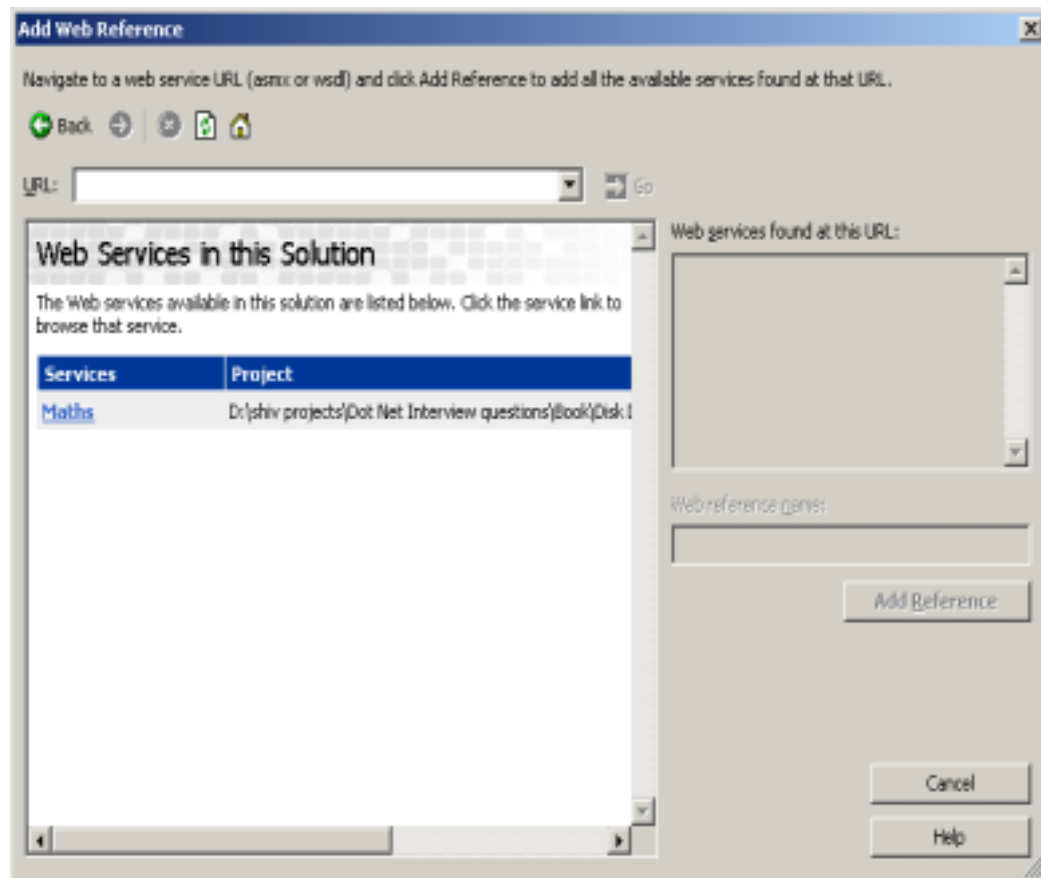 Add Web Reference
Navigate to a web service URL (asmx or wsdl) and click Add Reference to add all the available services found at that URL.
Back
URL:
Go
Web Services in this Solution
The Web services available in this solution are listed below. Click the service link to
browse that service.
Services Project
Maths D:\shiv projects\Dot Net Interview questions\Book\Disk
Web services found at this URL:
Web reference name:
Add Reference
Cancel
Help